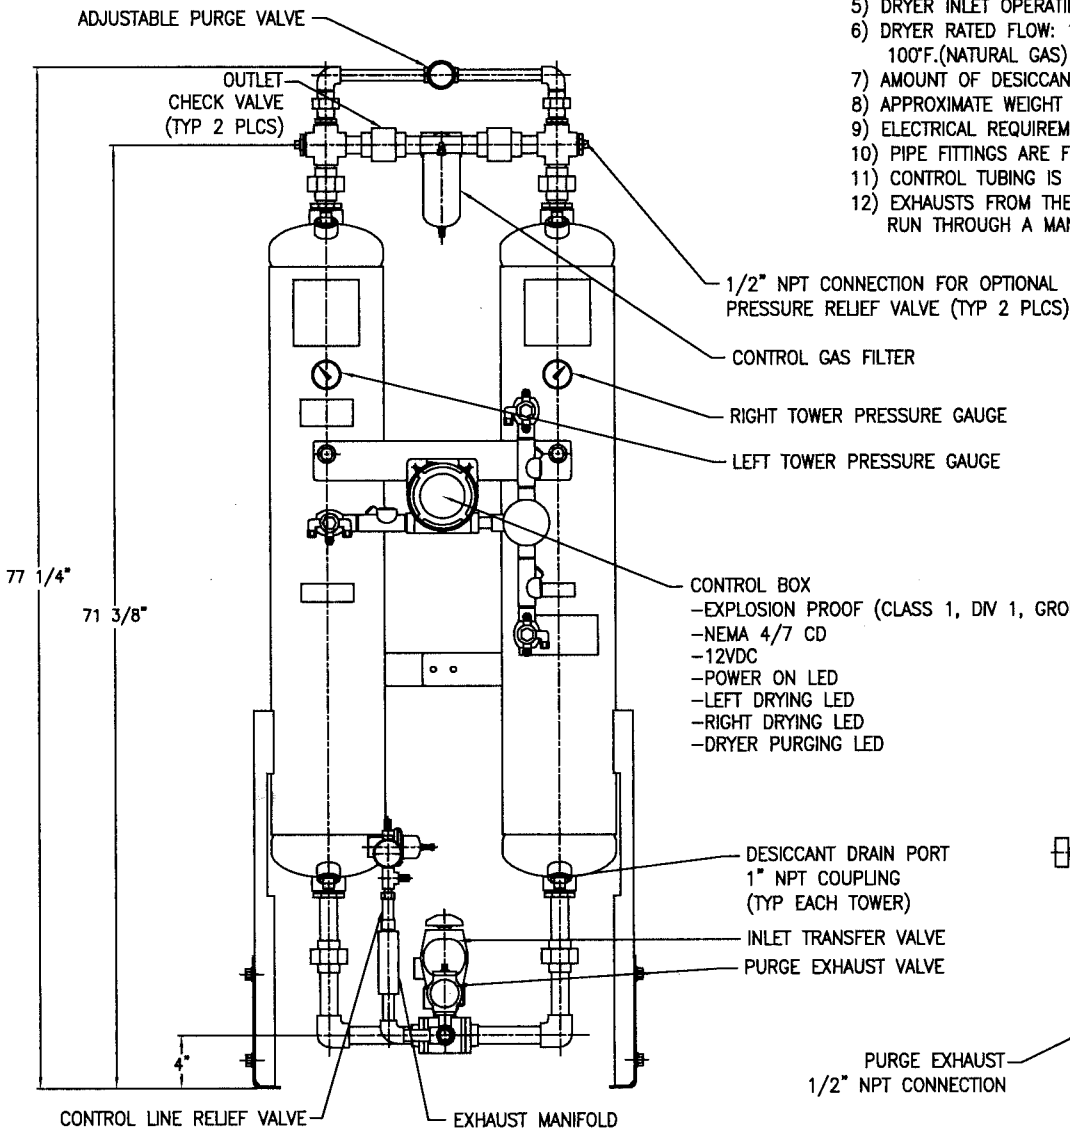 ADJUSTABLE PURGE VALVE
5) DRYER INLET OPERATI
6) DRYER RATED FLOW:
100°F.(NATURAL GAS)
7) AMOUNT OF DESICCAN
8) APPROXIMATE WEIGHT
9) ELECTRICAL REQUIREM
10) PIPE FITTINGS ARE F
11) CONTROL TUBING IS
12) EXHAUSTS FROM THE
RUN THROUGH A MAN
OUTLET
CHECK VALVE
(TYP 2 PLCS)
1/2" NPT CONNECTION FOR OPTIONAL
PRESSURE RELIEF VALVE (TYP 2 PLCS)
CONTROL GAS FILTER
RIGHT TOWER PRESSURE GAUGE
LEFT TOWER PRESSURE GAUGE
77 1/4"
71 3/8"
CONTROL BOX
-EXPLOSION PROOF (CLASS 1, DIV 1, GRO
-NEMA 4/7 CD
-12VDC
-POWER ON LED
-LEFT DRYING LED
-RIGHT DRYING LED
-DRYER PURGING LED
DESICCANT DRAIN PORT
1" NPT COUPLING
(TYP EACH TOWER)
INLET TRANSFER VALVE
PURGE EXHAUST VALVE
4"
PURGE EXHAUST
1/2" NPT CONNECTION
CONTROL LINE RELIEF VALVE
EXHAUST MANIFOLD